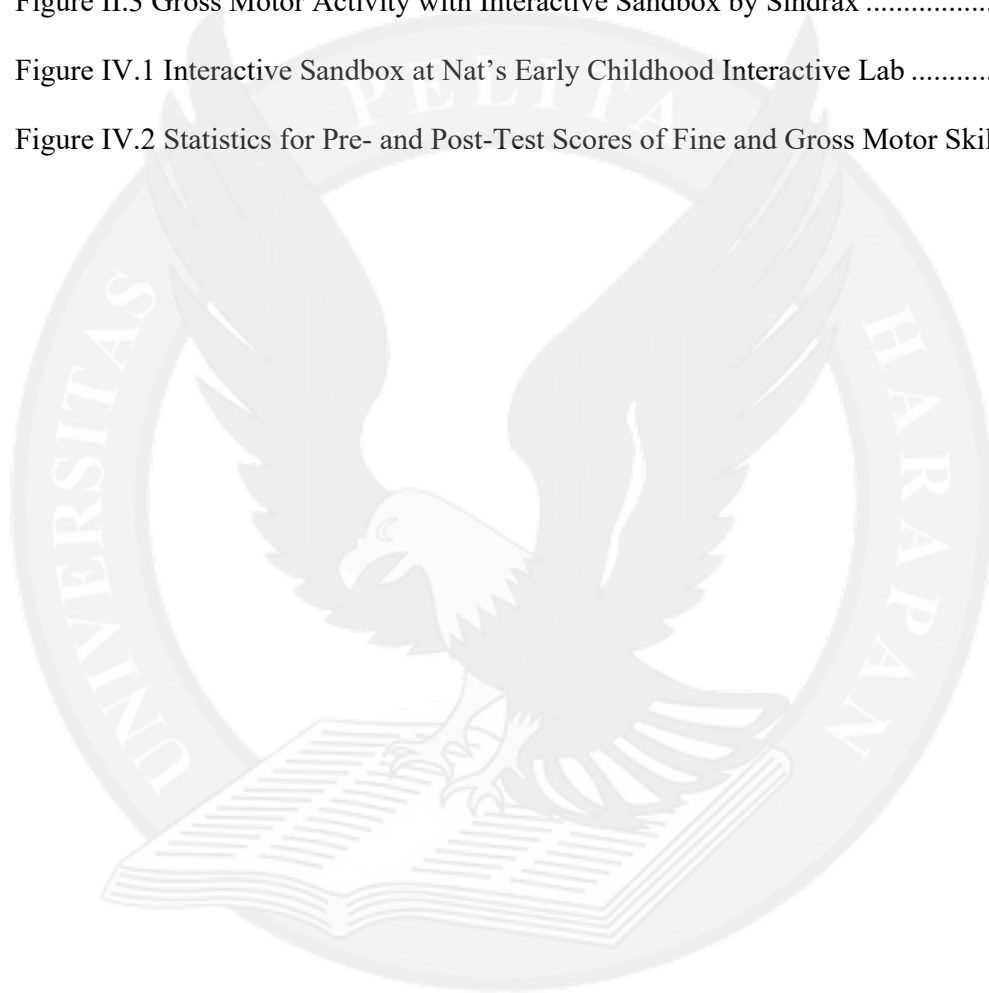 Figure II.3 Gross Motor Activity with Interactive Sandbox by Sindrax ................
Figure IV.1 Interactive Sandbox at Nat’s Early Childhood Interactive Lab ...........
Figure IV.2 Statistics for Pre- and Post-Test Scores of Fine and Gross Motor Skil
UNIVERSITAS PELITA HARAPAN